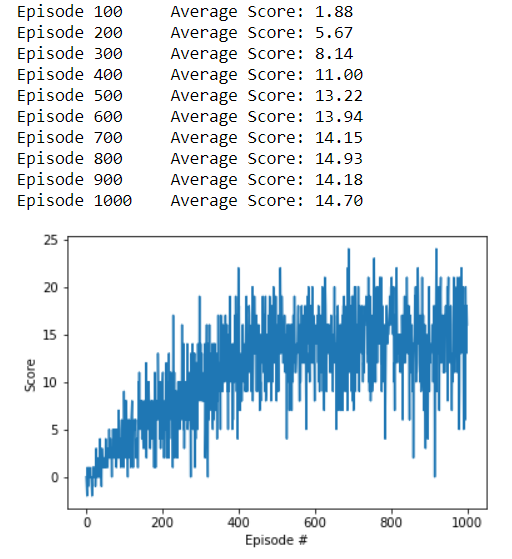 Episode 100 Average Score: 1.88
Episode 200 Average Score: 5.67
Episode 300 Average Score: 8.14
Episode 400 Average Score: 11.00
Episode 500 Average Score: 13.22
Episode 600 Average Score: 13.94
Episode 700 Average Score: 14.15
Episode 800 Average Score: 14.93
Episode 900 Average Score: 14.18
Episode 1000 Average Score: 14.70
25
20
15
10
5
0
Score
0 200 400 600 800 1000
Episode #